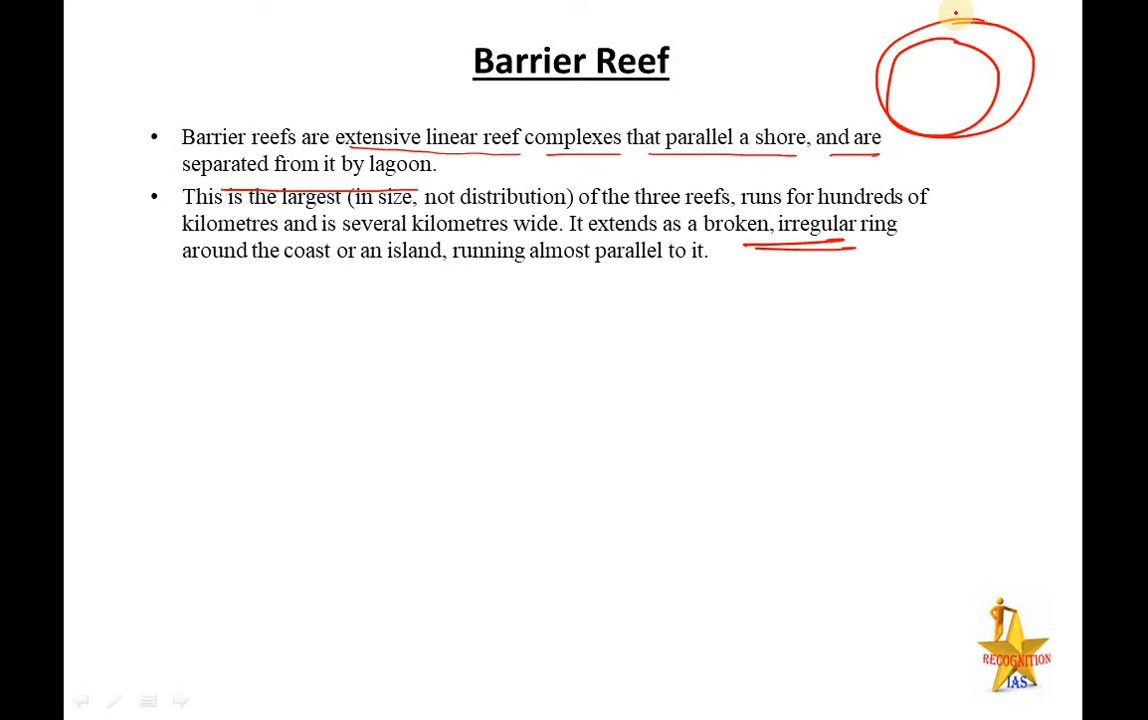 Barrier Reef
• Barrier reefs are extensive linear reef complexes that parallel a shore, and are
separated from it by lagoon.
• This is the largest (in size, not distribution) of the three reefs, runs for hundreds of
kilometres and is several kilometres wide. It extends as a broken, irregular ring
around the coast or an island, running almost parallel to it.
RECOGNITION
IAS